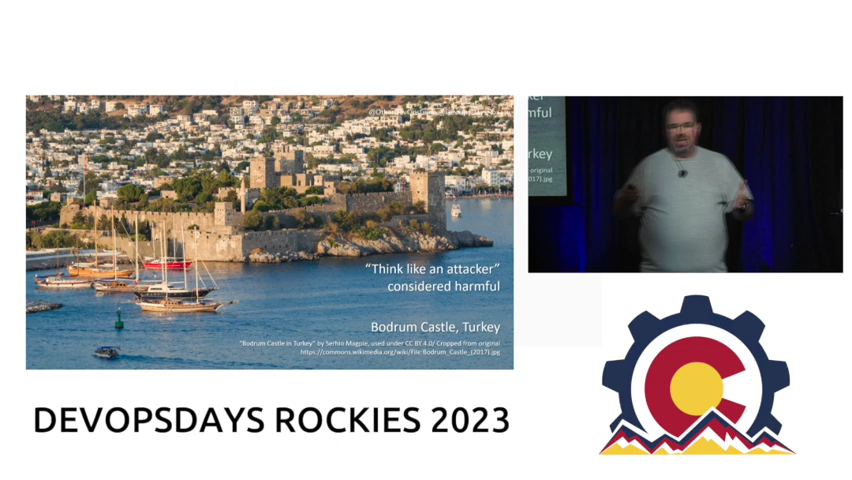 "Think like an attacker"
considered harmful
Bodrum Castle, Turkey
"Bodrum Castle in Turkey" by Serhio Magpie, used under CC BY 4.0/ Cropped from original
https://commons.wikimedia.org/wiki/File:Bodrum_Castle_(2017).jpg
mful
rkey
original
017).jpg
DEVOPSDAYS ROCKIES 2023